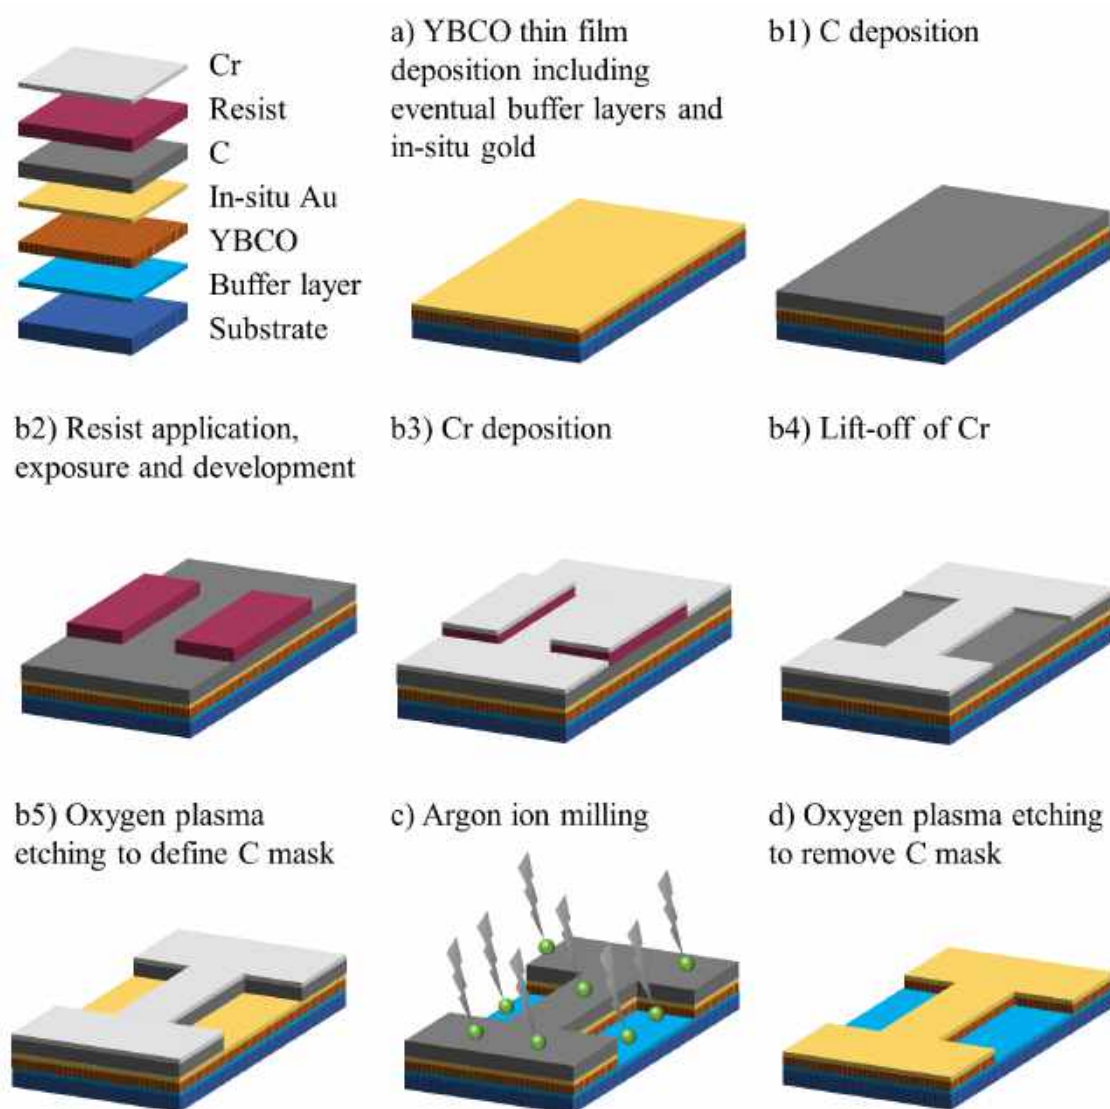 Cr
Resist
C
In-situ Au
YBCO
Buffer layer
Substrate
a) YBCO thin film
deposition including
eventual buffer layers and
in-situ gold
b1) C deposition
b2) Resist application,
exposure and development
b3) Cr deposition
b4) Lift-off of Cr
b5) Oxygen plasma
etching to define C mask
c) Argon ion milling
d) Oxygen plasma etching
to remove C mask